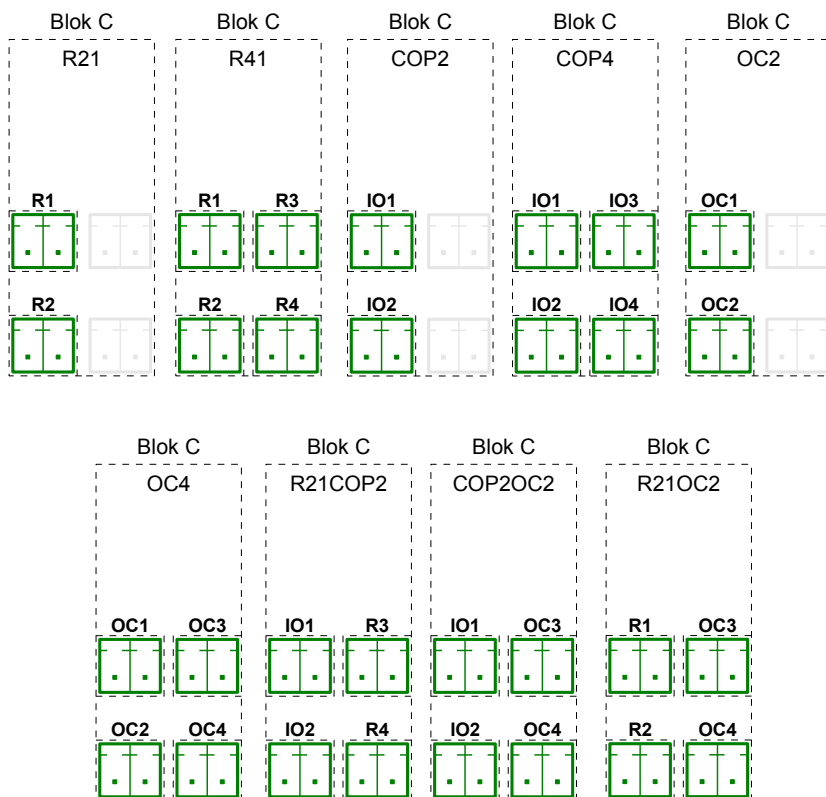 Blok C Blok C Blok C Blok C Blok C
R21 R41 COP2 COP4 OC2
R1 R1 R3 IO1 IO1 IO3 OC1
R2 R2 R4 IO2 IO2 IO4 OC2
Blok C Blok C Blok C Blok C
OC4 R21COP2 COP2OC2 R21OC2
OC1 OC3 IO1 R3 IO1 OC3 R1 OC3
OC2 OC4 IO2 R4 IO2 OC4 R2 OC4